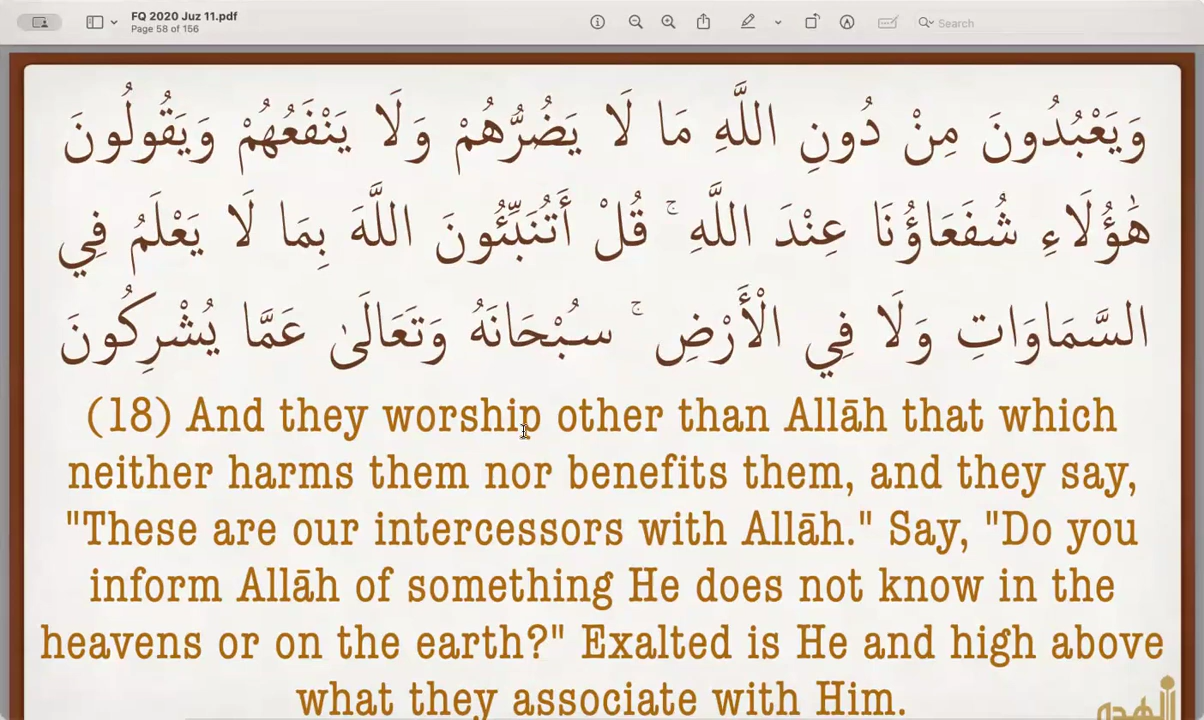 FQ 2020 Juz 11.pdf
Page 58 of 156
Search
وَيَعْبُدُونَ مِنْ دُونِ اللَّهِ مَا لَا يَضُرُّهُمْ وَلَا يَنْفَعُهُمْ وَيَقُولُونَ
هَٰؤُلَاءِ شُفَعَاؤُنَا عِنْدَ اللَّهِ ۚ قُلْ أَتُنَبِّئُونَ اللَّهَ بِمَا لَا يَعْلَمُ فِي
السَّمَاوَاتِ وَلَا فِي الْأَرْضِ ۚ سُبْحَانَهُ وَتَعَالَىٰ عَمَّا يُشْرِكُونَ
(18) And they worship other than Allāh that which
neither harms them nor benefits them, and they say,
"These are our intercessors with Allāh." Say, "Do you
inform Allāh of something He does not know in the
heavens or on the earth?" Exalted is He and high above
what they associate with Him.